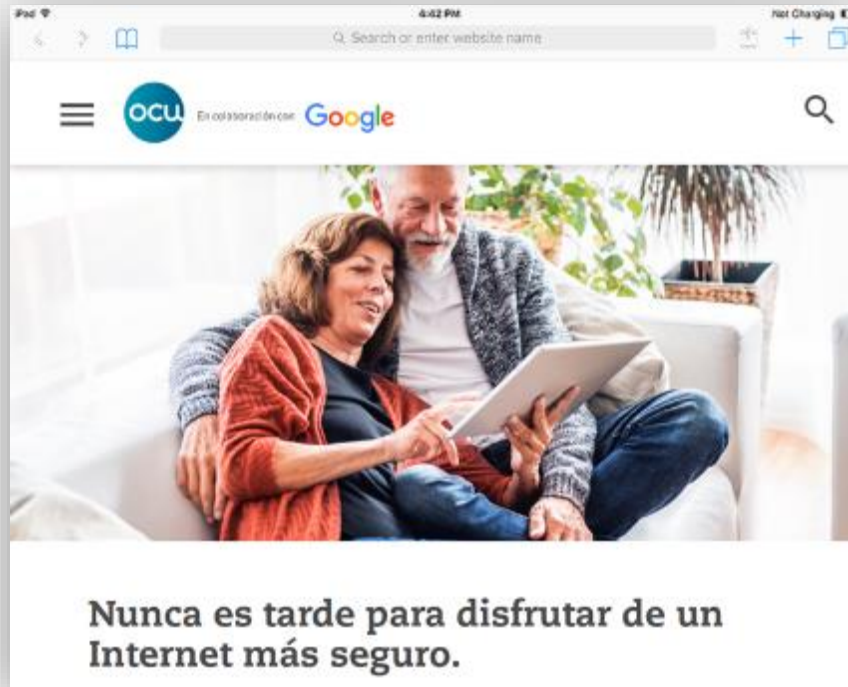 iPad
4:42 PM
Not Charging
Search or enter website name
ocu En colaboración con Google
Nunca es tarde para disfrutar de un
Internet más seguro.